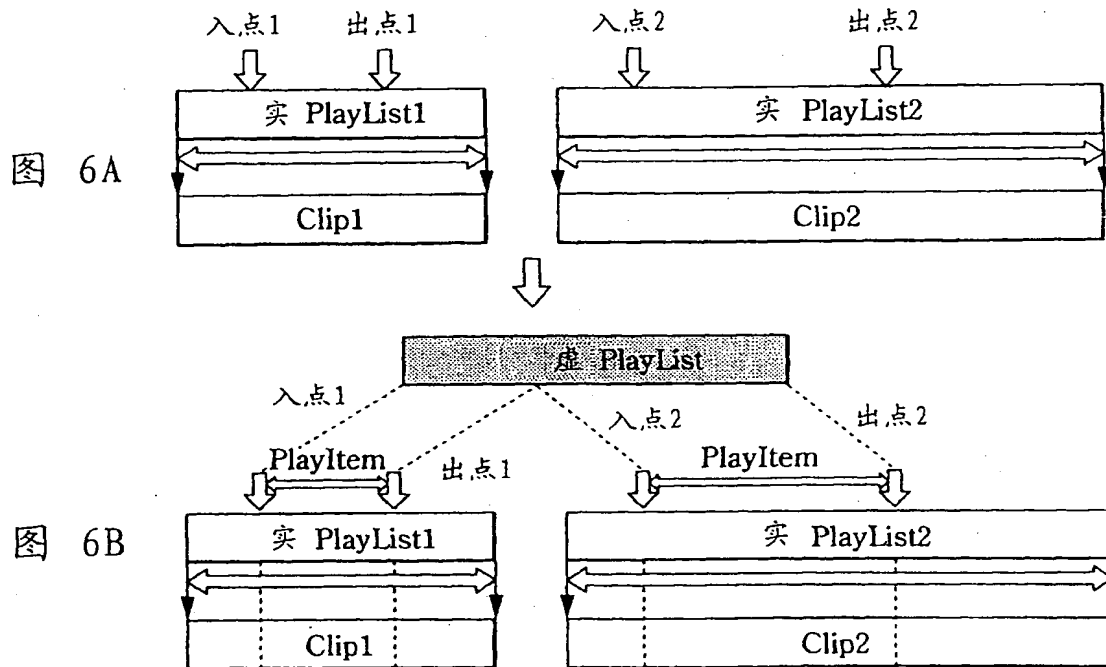 入点1 出点1 入点2 出点2
实 PlayList1 实 PlayList2
图 6A
Clip1 Clip2
虚 PlayList
入点1 入点2 出点2
PlayItem 出点1 PlayItem
实 PlayList1 实 PlayList2
图 6B
Clip1 Clip2